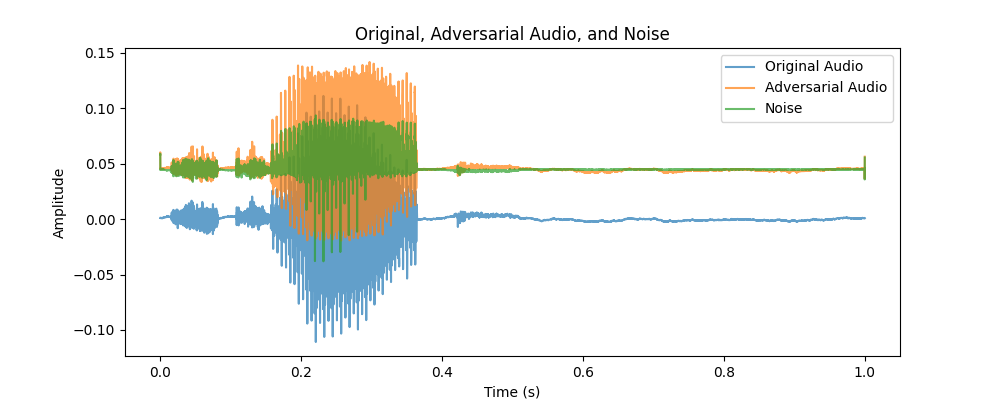 Original, Adversarial Audio, and Noise
Original Audio
Adversarial Audio
Noise
Amplitude
0.15
0.10
0.05
0.00
−0.05
−0.10
0.0
0.2
0.4
0.6
0.8
1.0
Time (s)